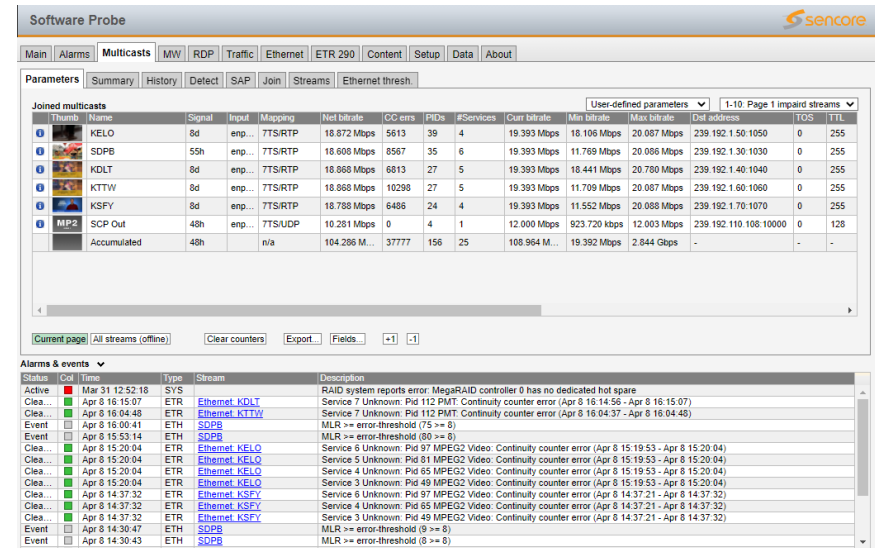 Software Probe
sencore
Main Alarms Multicasts MW RDP Traffic Ethernet ETR 290 Content Setup Data About
Parameters Summary History Detect SAP Join Streams Ethernet thresh.
Joined multicasts User-defined parameters 1-10: Page 1 impaird streams
Thumb Name Signal Input Mapping Net bitrate CC errs PIDs #Services Curr bitrate Min bitrate Max bitrate Dst address TOS TTL
KELO 8d enp... 7TS/RTP 18.872 Mbps 5613 39 4 19.393 Mbps 18.106 Mbps 20.087 Mbps 239.192.1.50:1050 0 255
SDPB 55h enp... 7TS/RTP 18.608 Mbps 8567 35 6 19.393 Mbps 11.769 Mbps 20.086 Mbps 239.192.1.30:1030 0 255
KDLT 8d enp... 7TS/RTP 18.868 Mbps 6813 27 5 19.393 Mbps 18.441 Mbps 20.780 Mbps 239.192.1.40:1040 0 255
KTTW 8d enp... 7TS/RTP 18.868 Mbps 10298 27 5 19.393 Mbps 11.709 Mbps 20.087 Mbps 239.192.1.60:1060 0 255
KSFY 8d enp... 7TS/RTP 18.788 Mbps 6486 24 4 19.393 Mbps 11.552 Mbps 20.088 Mbps 239.192.1.70:1070 0 255
MP2 SCP Out 48h enp... 7TS/UDP 10.281 Mbps 0 4 1 12.000 Mbps 923.720 kbps 12.003 Mbps 239.192.110.108:10000 0 128
Accumulated 48h n/a 104.286 M... 37777 156 25 108.964 M... 19.392 Mbps 2.844 Gbps - - -
Current page All streams (offline) Clear counters Export... Fields... +1 -1
Alarms & events
Status Col Time Type Stream Description
Active Mar 31 12:52:18 SYS RAID system reports error: MegaRAID controller 0 has no dedicated hot spare
Clea... Apr 8 16:15:07 ETR Ethernet: KDLT Service 7 Unknown: Pid 112 PMT: Continuity counter error (Apr 8 16:14:56 - Apr 8 16:15:07)
Clea... Apr 8 16:04:48 ETR Ethernet: KTTW Service 7 Unknown: Pid 112 PMT: Continuity counter error (Apr 8 16:04:37 - Apr 8 16:04:48)
Event Apr 8 16:00:41 ETH SDPB MLR >= error-threshold (75 >= 8)
Event Apr 8 15:53:14 ETH SDPB MLR >= error-threshold (80 >= 8)
Clea... Apr 8 15:20:04 ETR Ethernet: KELO Service 6 Unknown: Pid 97 MPEG2 Video: Continuity counter error (Apr 8 15:19:53 - Apr 8 15:20:04)
Clea... Apr 8 15:20:04 ETR Ethernet: KELO Service 5 Unknown: Pid 81 MPEG2 Video: Continuity counter error (Apr 8 15:19:53 - Apr 8 15:20:04)
Clea... Apr 8 15:20:04 ETR Ethernet: KELO Service 4 Unknown: Pid 65 MPEG2 Video: Continuity counter error (Apr 8 15:19:53 - Apr 8 15:20:04)
Clea... Apr 8 15:20:04 ETR Ethernet: KELO Service 3 Unknown: Pid 49 MPEG2 Video: Continuity counter error (Apr 8 15:19:53 - Apr 8 15:20:04)
Clea... Apr 8 14:37:32 ETR Ethernet: KSFY Service 6 Unknown: Pid 97 MPEG2 Video: Continuity counter error (Apr 8 14:37:21 - Apr 8 14:37:32)
Clea... Apr 8 14:37:32 ETR Ethernet: KSFY Service 4 Unknown: Pid 65 MPEG2 Video: Continuity counter error (Apr 8 14:37:21 - Apr 8 14:37:32)
Clea... Apr 8 14:37:32 ETR Ethernet: KSFY Service 3 Unknown: Pid 49 MPEG2 Video: Continuity counter error (Apr 8 14:37:21 - Apr 8 14:37:32)
Event Apr 8 14:30:47 ETH SDPB MLR >= error-threshold (9 >= 8)
Event Apr 8 14:30:43 ETH SDPB MLR >= error-threshold (8 >= 8)